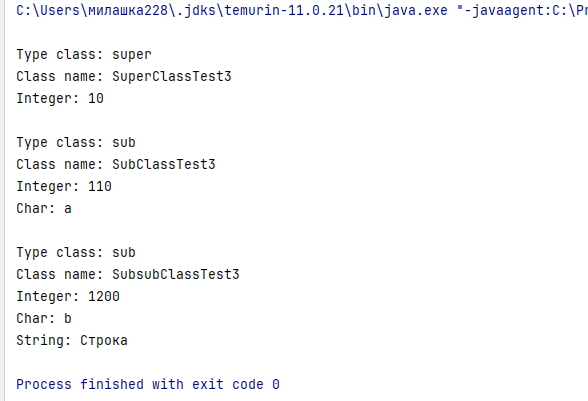 C:\Users\милашка228\.jdks\temurin-11.0.21\bin\java.exe "-javaagent:C:\Pr
Type class: super
Class name: SuperClassTest3
Integer: 10
Type class: sub
Class name: SubClassTest3
Integer: 110
Char: a
Type class: sub
Class name: SubsubClassTest3
Integer: 1200
Char: b
String: Строка
Process finished with exit code 0